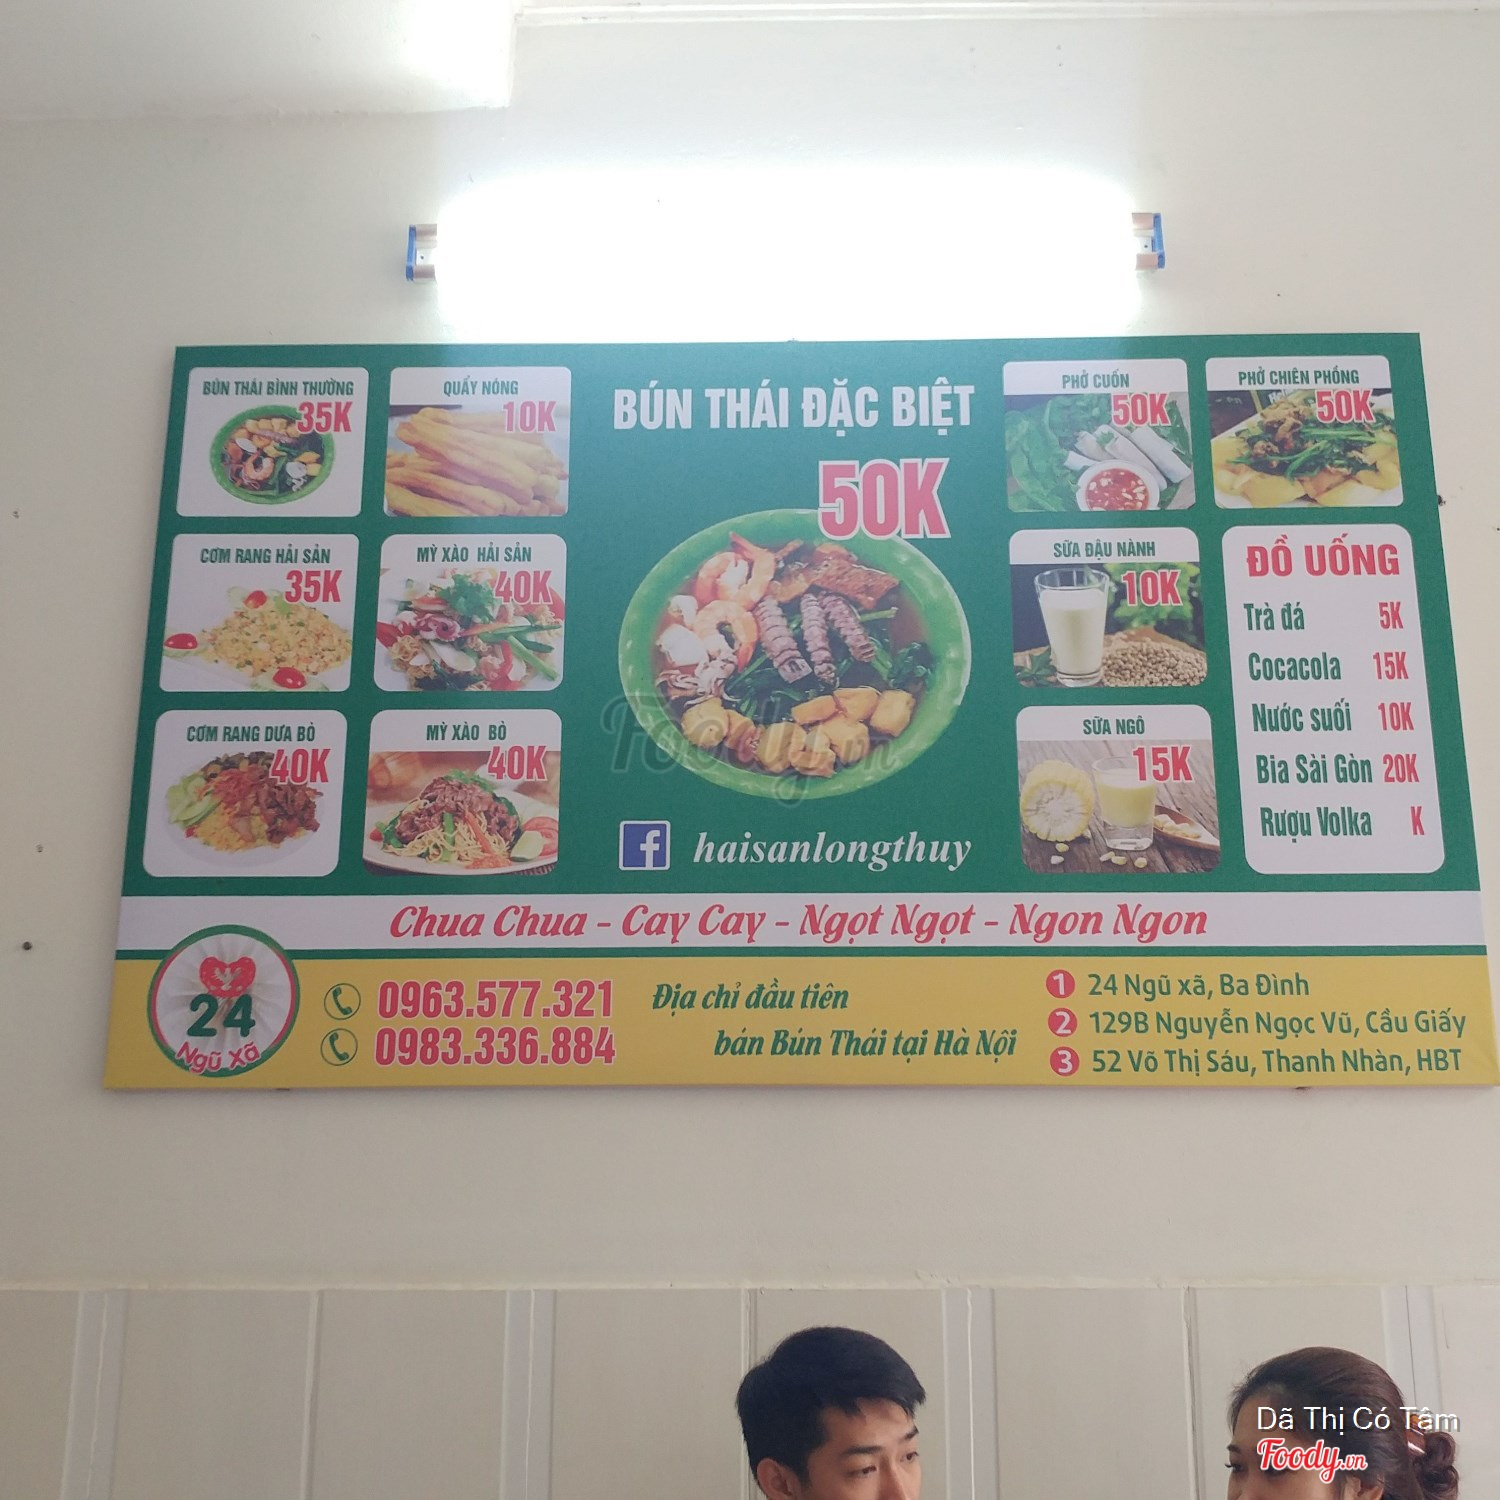 BÚN THÁI BÌNH THƯỜNG
35K
QUẨY NÓNG
10K
BÚN THÁI ĐẶC BIỆT
50K
PHỞ CUỐN
50K
PHỞ CHIÊN PHỒNG
50K
CƠM RANG HẢI SẢN
35K
MỲ XÀO HẢI SẢN
40K
SỮA ĐẬU NÀNH
10K
CƠM RANG DƯA BÒ
40K
MỲ XÀO BÒ
40K
SỮA NGÔ
15K
ĐỒ UỐNG
Trà đá 5K
Cocacola 15K
Nước suối 10K
Bia Sài Gòn 20K
Rượu Volka K
Foody.vn
f haisanlongthuy
Chua Chua - Cay Cay - Ngọt Ngọt - Ngon Ngon
24
Ngũ Xã
0963.577.321
0983.336.884
Địa chỉ đầu tiên
bán Bún Thái tại Hà Nội
1 24 Ngũ xã, Ba Đình
2 129B Nguyễn Ngọc Vũ, Cầu Giấy
3 52 Võ Thị Sáu, Thanh Nhàn, HBT
Dã Thị Có Tâm
Foody.vn